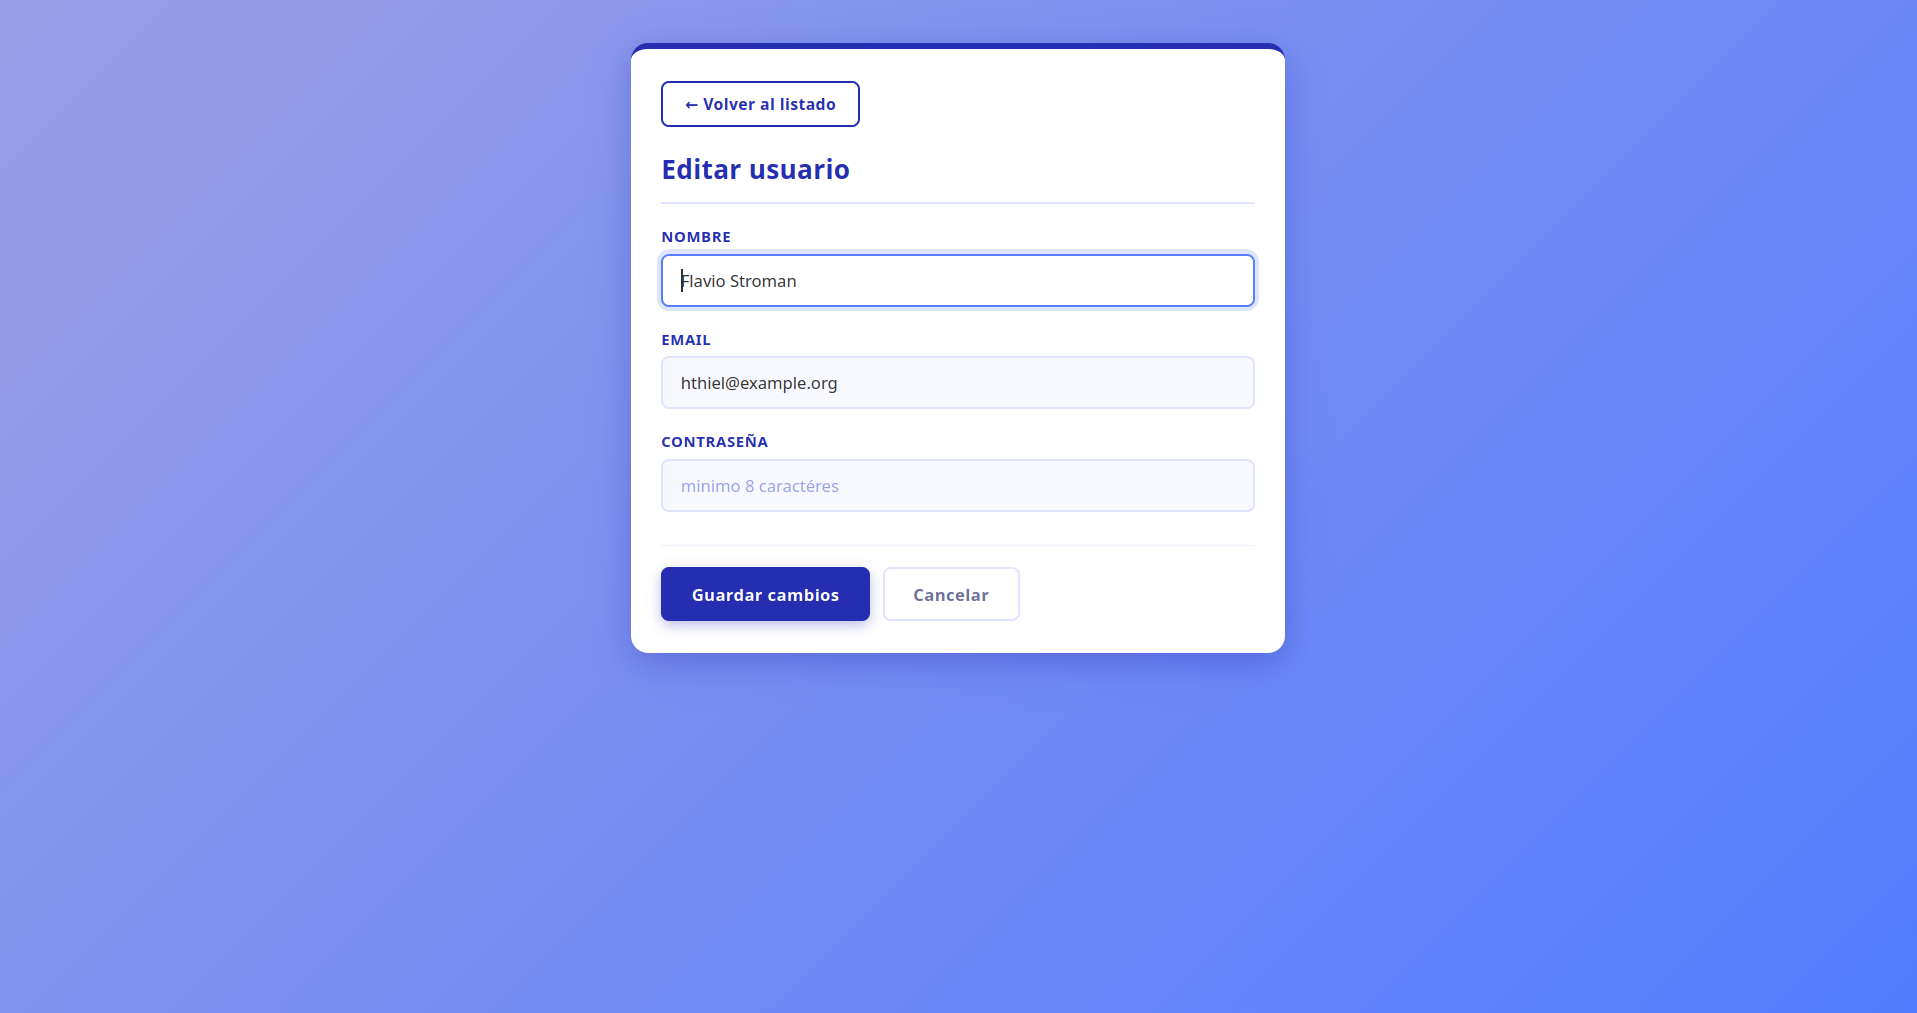 ← Volver al listado
Editar usuario
NOMBRE
Flavio Stroman
EMAIL
hthiel@example.org
CONTRASEÑA
minimo 8 caractéres
Guardar cambios
Cancelar